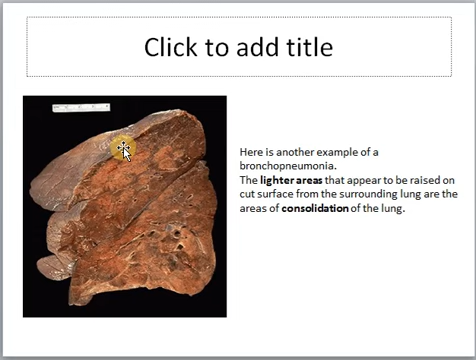 Click to add title
Here is another example of a
bronchopneumonia.
The lighter areas that appear to be raised on
cut surface from the surrounding lung are the
areas of consolidation of the lung.